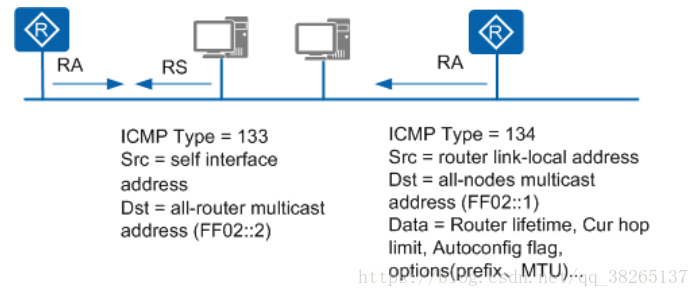 R
R
RA
RS
RA
ICMP Type = 133
Src = self interface
address
Dst = all-router multicast
address (FF02::2)
ICMP Type = 134
Src = router link-local address
Dst = all-nodes multicast
address (FF02::1)
Data = Router lifetime, Cur hop
limit, Autoconfig flag,
options(prefix、MTU)...
https://blog.csdn.net/qq_38265137